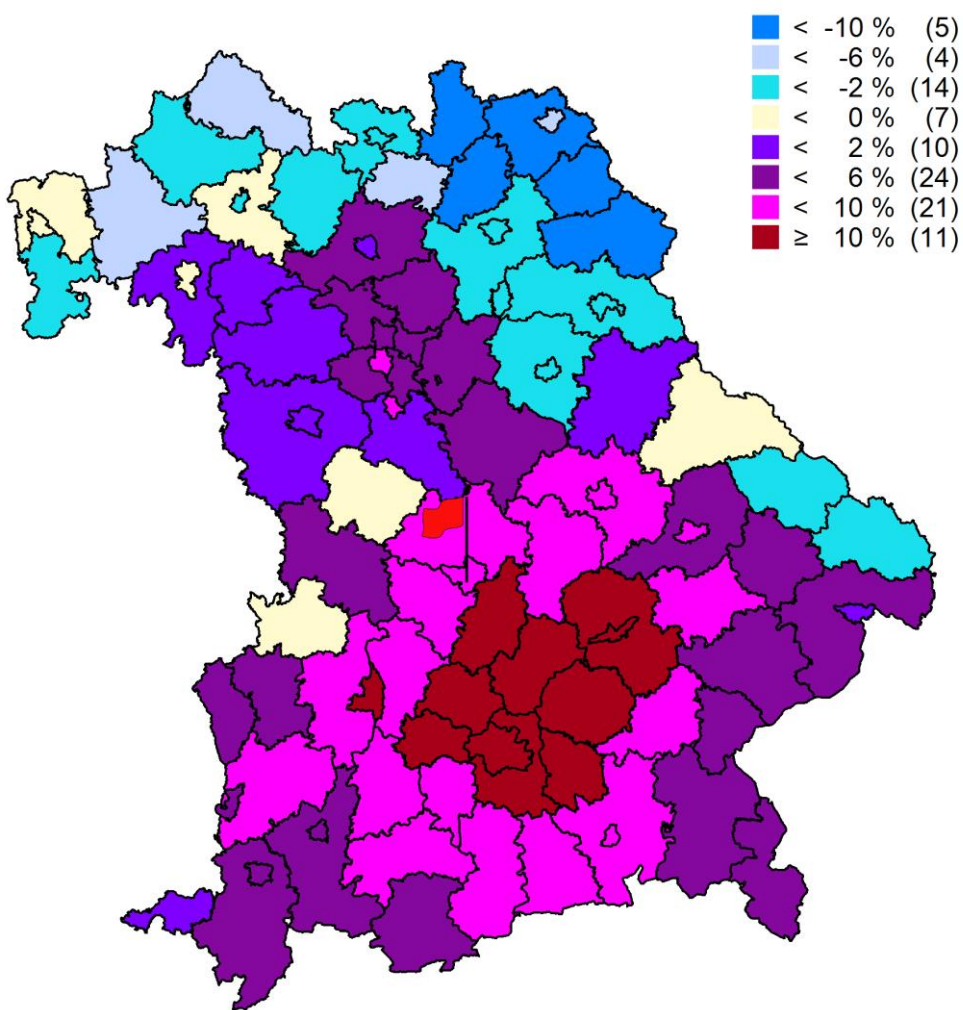 < -10 % (5)
< -6 % (4)
< -2 % (14)
< 0 % (7)
< 2 % (10)
< 6 % (24)
< 10 % (21)
≥ 10 % (11)